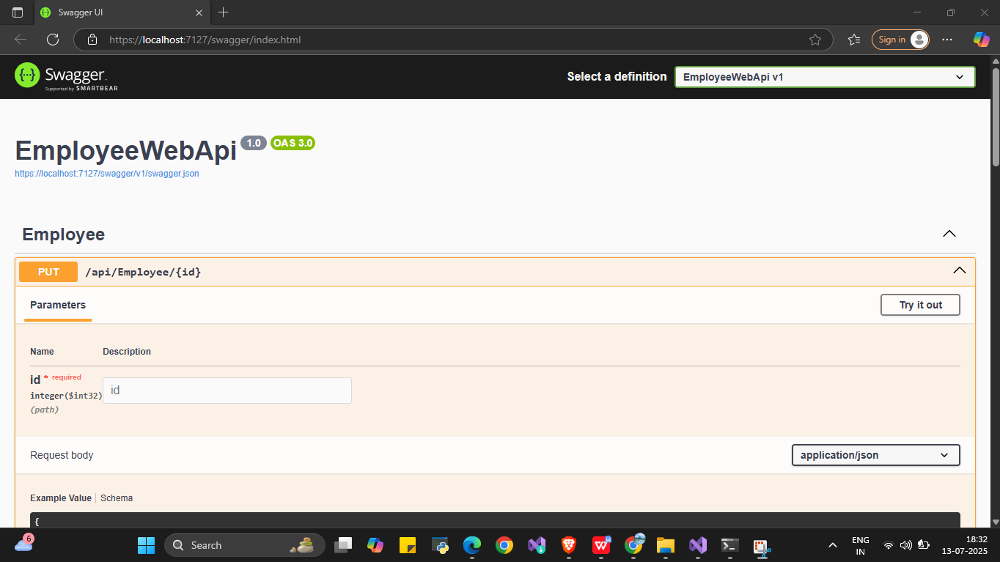 Swagger UI
https://localhost:7127/swagger/index.html
Sign in
Swagger
Supported by SMARTBEAR
Select a definition
EmployeeWebApi v1
EmployeeWebApi 1.0 OAS 3.0
https://localhost:7127/swagger/v1/swagger.json
Employee
PUT /api/Employee/{id}
Parameters
Try it out
Name Description
id * required
id
integer($int32)
(path)
Request body
application/json
Example Value Schema
{
6
Search
ENG
IN
18:32
13-07-2025